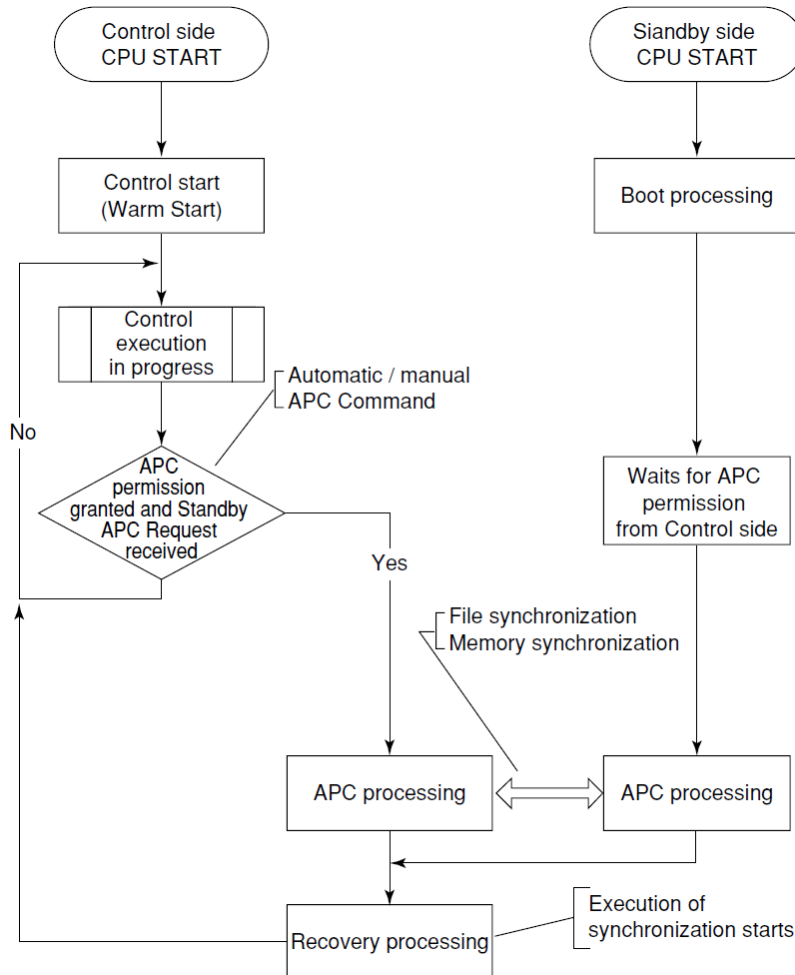 Control side
CPU START
Siandby side
CPU START
Control start
(Warm Start)
Boot processing
Control
execution
in progress
Automatic / manual
APC Command
No
APC
permission
granted and Standby
APC Request
received
Waits for APC
permission
from Control side
Yes
File synchronization
Memory synchronization
APC processing
APC processing
Recovery processing
Execution of
synchronization starts